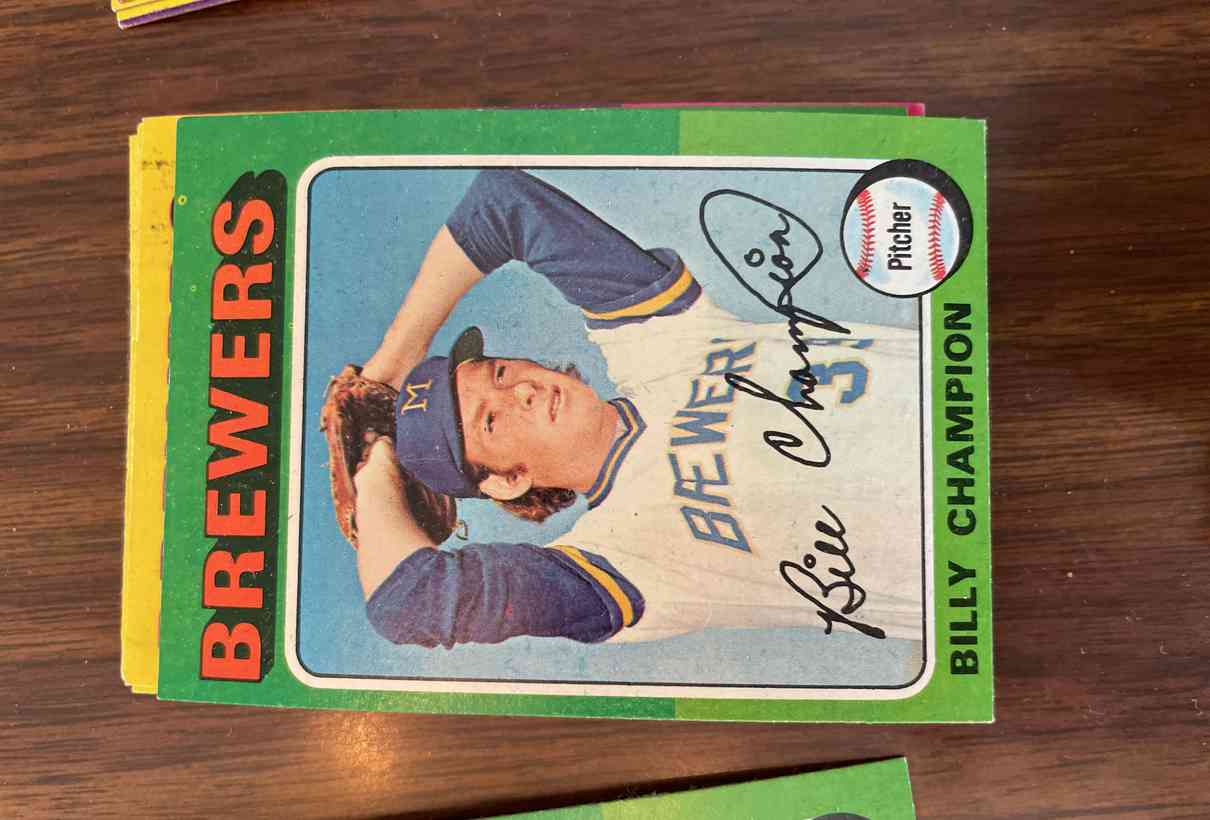 BREWERS
M
BREWERS
Bill Champion
Pitcher
BILLY CHAMPION